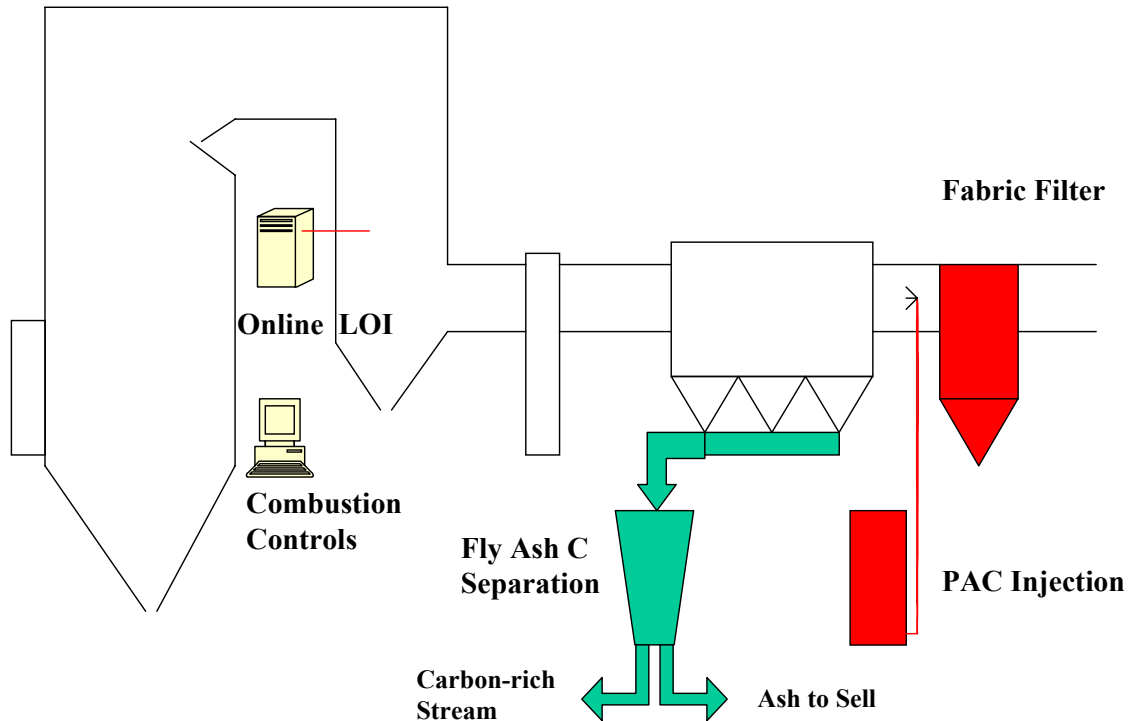 Fabric Filter
Online LOI
Combustion
Controls
Fly Ash C
Separation
PAC Injection
Carbon-rich
Stream
Ash to Sell